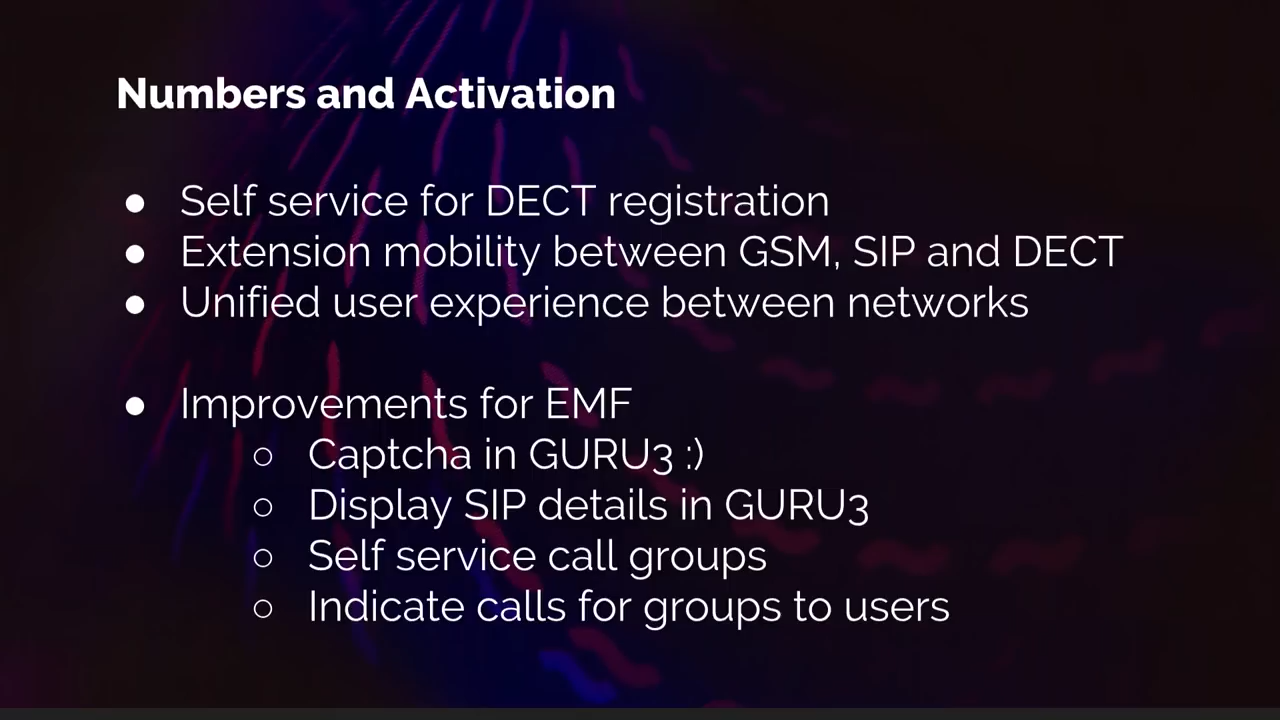 Numbers and Activation
● Self service for DECT registration
● Extension mobility between GSM, SIP and DECT
● Unified user experience between networks
● Improvements for EMF
○ Captcha in GURU3 :)
○ Display SIP details in GURU3
○ Self service call groups
○ Indicate calls for groups to users